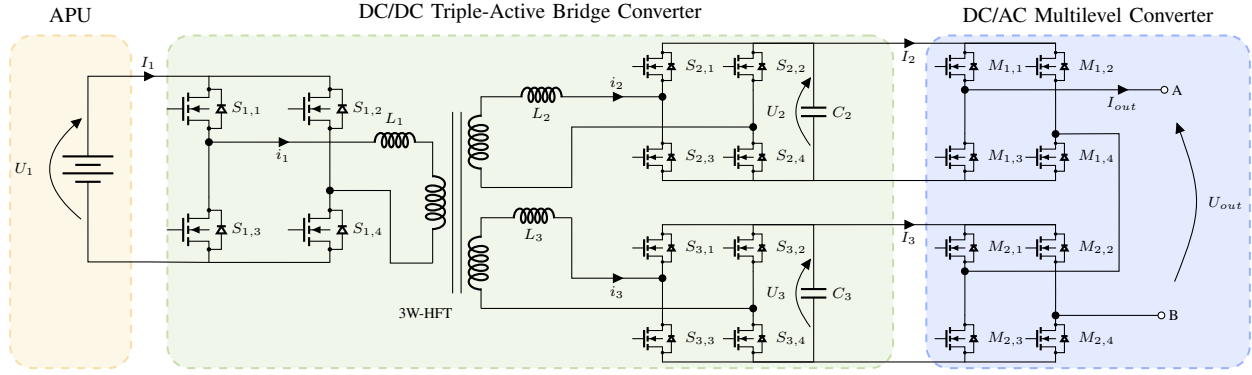 APU
DC/DC Triple-Active Bridge Converter
DC/AC Multilevel Converter
I1
U1
S1,1
S1,2
S1,3
S1,4
i1
L1
3W-HFT
L2
i2
L3
i3
S2,1
S2,2
S2,3
S2,4
U2
C2
S3,1
S3,2
S3,3
S3,4
U3
C3
I2
I3
M1,1
M1,2
M1,3
M1,4
M2,1
M2,2
M2,3
M2,4
Iout
A
Uout
B